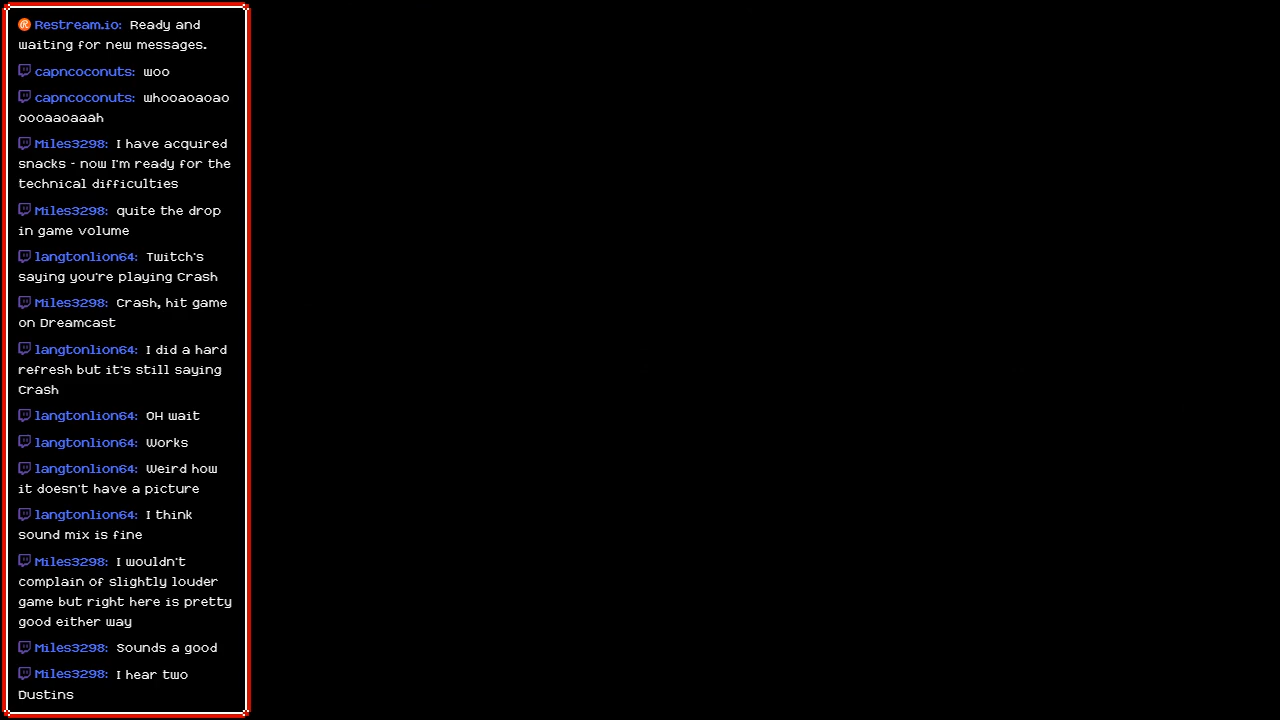 Restream.io: Ready and
waiting for new messages.
capncoconuts: woo
capncoconuts: whooaoaoao
oooaaoaaah
Miles3298: I have acquired
snacks - now I'm ready for the
technical difficulties
Miles3298: quite the drop
in game volume
langtonlion64: Twitch's
saying you're playing Crash
Miles3298: Crash, hit game
on Dreamcast
langtonlion64: I did a hard
refresh but it's still saying
Crash
langtonlion64: OH wait
langtonlion64: Works
langtonlion64: Weird how
it doesn't have a picture
langtonlion64: I think
sound mix is fine
Miles3298: I wouldn't
complain of slightly louder
game but right here is pretty
good either way
Miles3298: Sounds a good
Miles3298: I hear two
Dustins